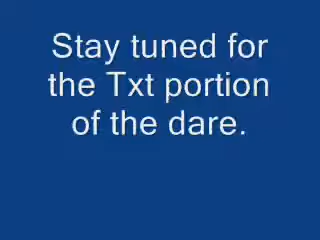 Stay tuned for
the Txt portion
of the dare.